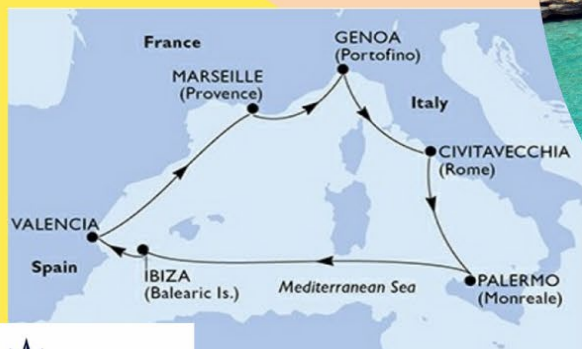 France
GENOA
(Portofino)
MARSEILLE
(Provence)
Italy
CIVITAVECCHIA
(Rome)
VALENCIA
Spain
IBIZA
(Balearic Is.)
Mediterranean Sea
PALERMO
(Monreale)